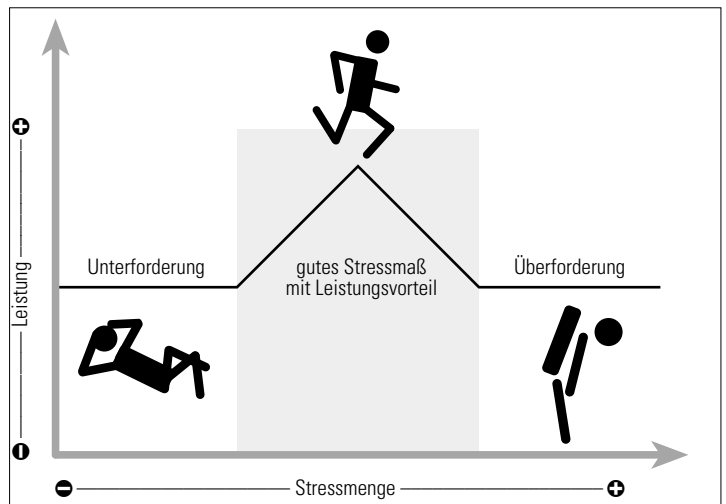 Unterforderung
gutes Stressmaß
mit Leistungsvorteil
Überforderung
Leistung
Stressmenge